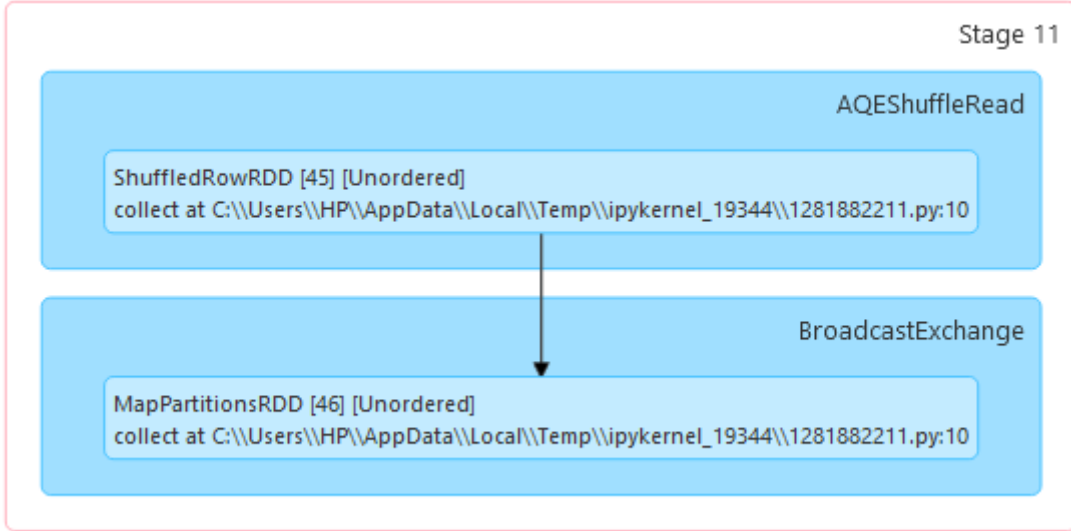 Stage 11
AQEShuffleRead
ShuffledRowRDD [45] [Unordered]
collect at C:\\Users\\HP\\AppData\\Local\\Temp\\ipykernel_19344\\1281882211.py:10
BroadcastExchange
MapPartitionsRDD [46] [Unordered]
collect at C:\\Users\\HP\\AppData\\Local\\Temp\\ipykernel_19344\\1281882211.py:10